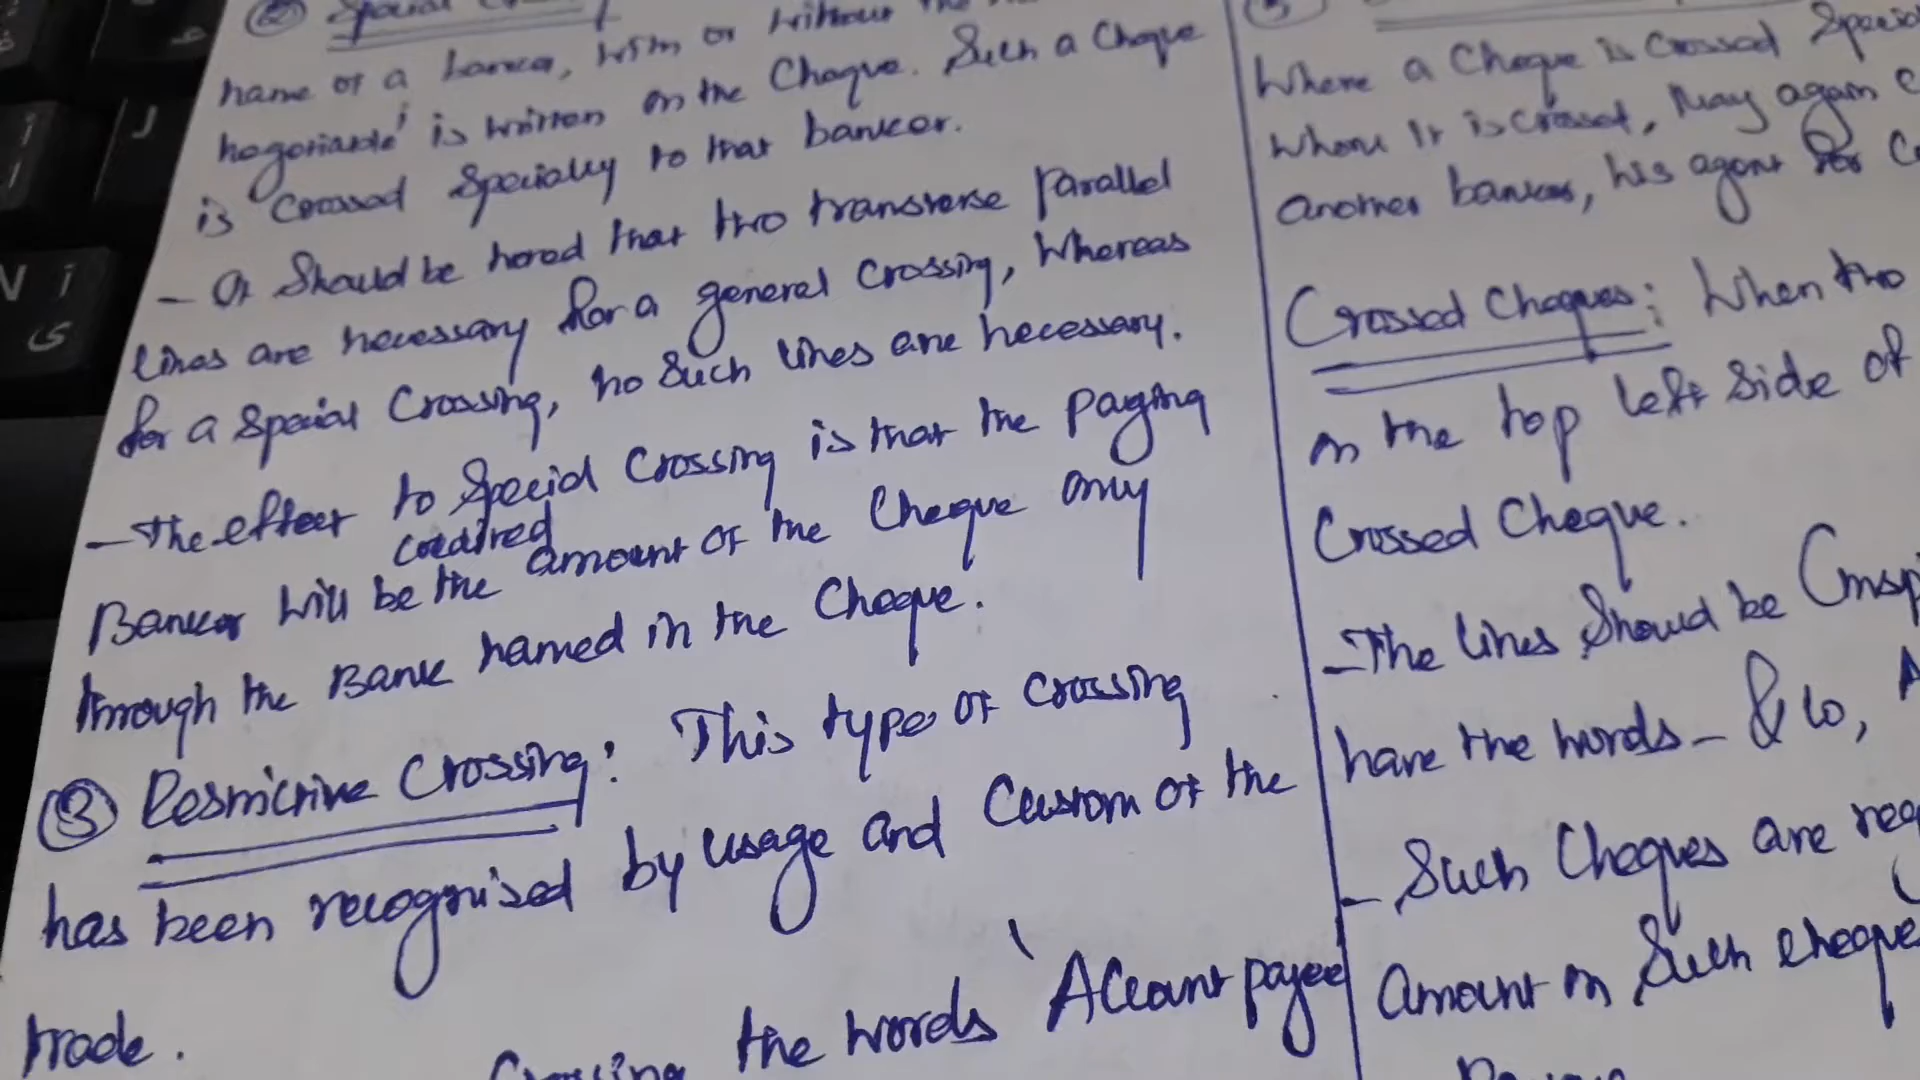 ② Special
name of a banker, with or without the
negotiable' is written on the Cheque. Such a Cheque
is Crossed Specially to that banker.
- It Should be noted that two transverse parallel
lines are necessary for a general Crossing, Whereas
for a Special Crossing, no Such lines are necessary.
- The effect to Special Crossing is that the paying
Banker will be the credited amount of the Cheque only
through the Bank named in the Cheque.
③ Restrictive Crossing: This type of Crossing
has been recognised by usage and Custom of the
trade.
Crossing the words 'Account payee
Where a Cheque is Crossed
Whom it is crossed, May again
another banker, his agent for
Crossed Cheques: When two
on the top left side of
Crossed Cheque.
- The lines Should be
have the words - & Co,
- Such Cheques are
amount on Such cheque